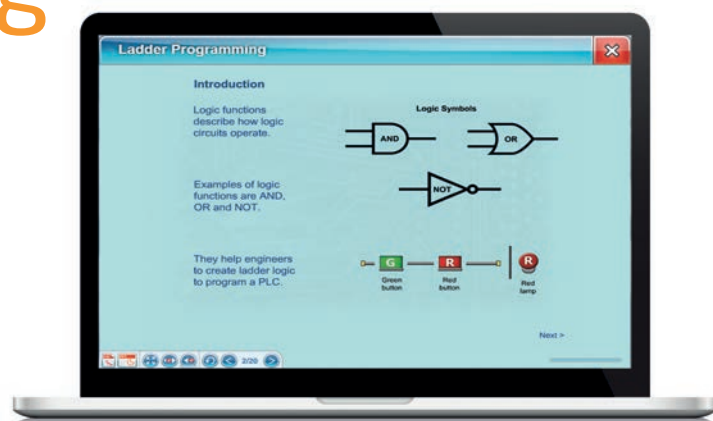 g
Ladder Programming
Introduction
Logic functions
describe how logic
circuits operate.
Logic Symbols
AND
OR
Examples of logic
functions are AND,
OR and NOT.
NOT
They help engineers
to create ladder logic
to program a PLC.
G
R
R
Green
button
Red
button
Red
lamp
Next >
2/20